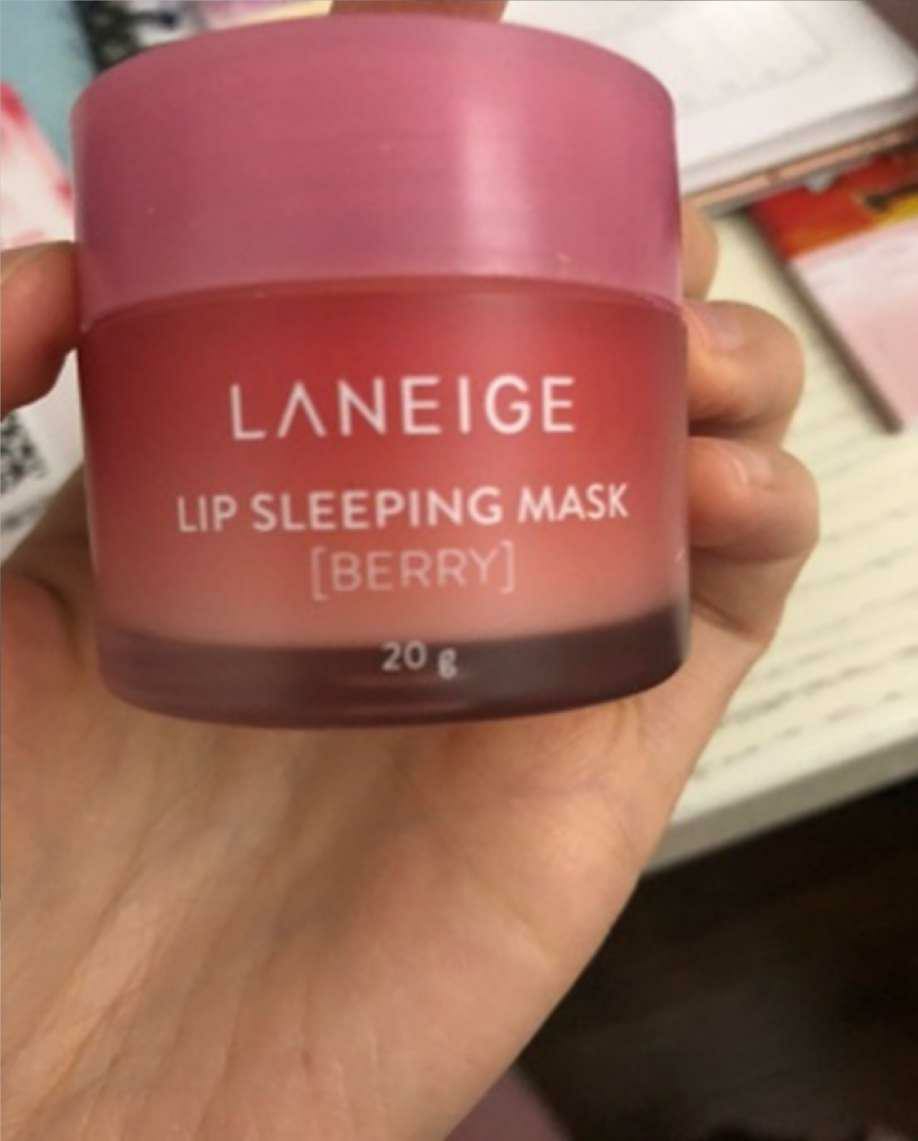 LANEIGE
LIP SLEEPING MASK
[BERRY]
20 g